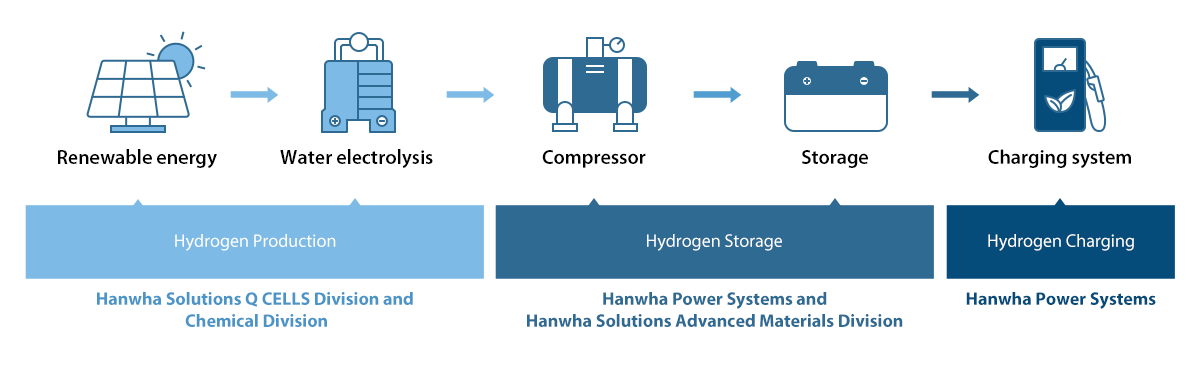 Renewable energy
Water electrolysis
Compressor
Storage
Charging system
Hydrogen Production
Hydrogen Storage
Hydrogen Charging
Hanwha Solutions Q CELLS Division and
Chemical Division
Hanwha Power Systems and
Hanwha Solutions Advanced Materials Division
Hanwha Power Systems